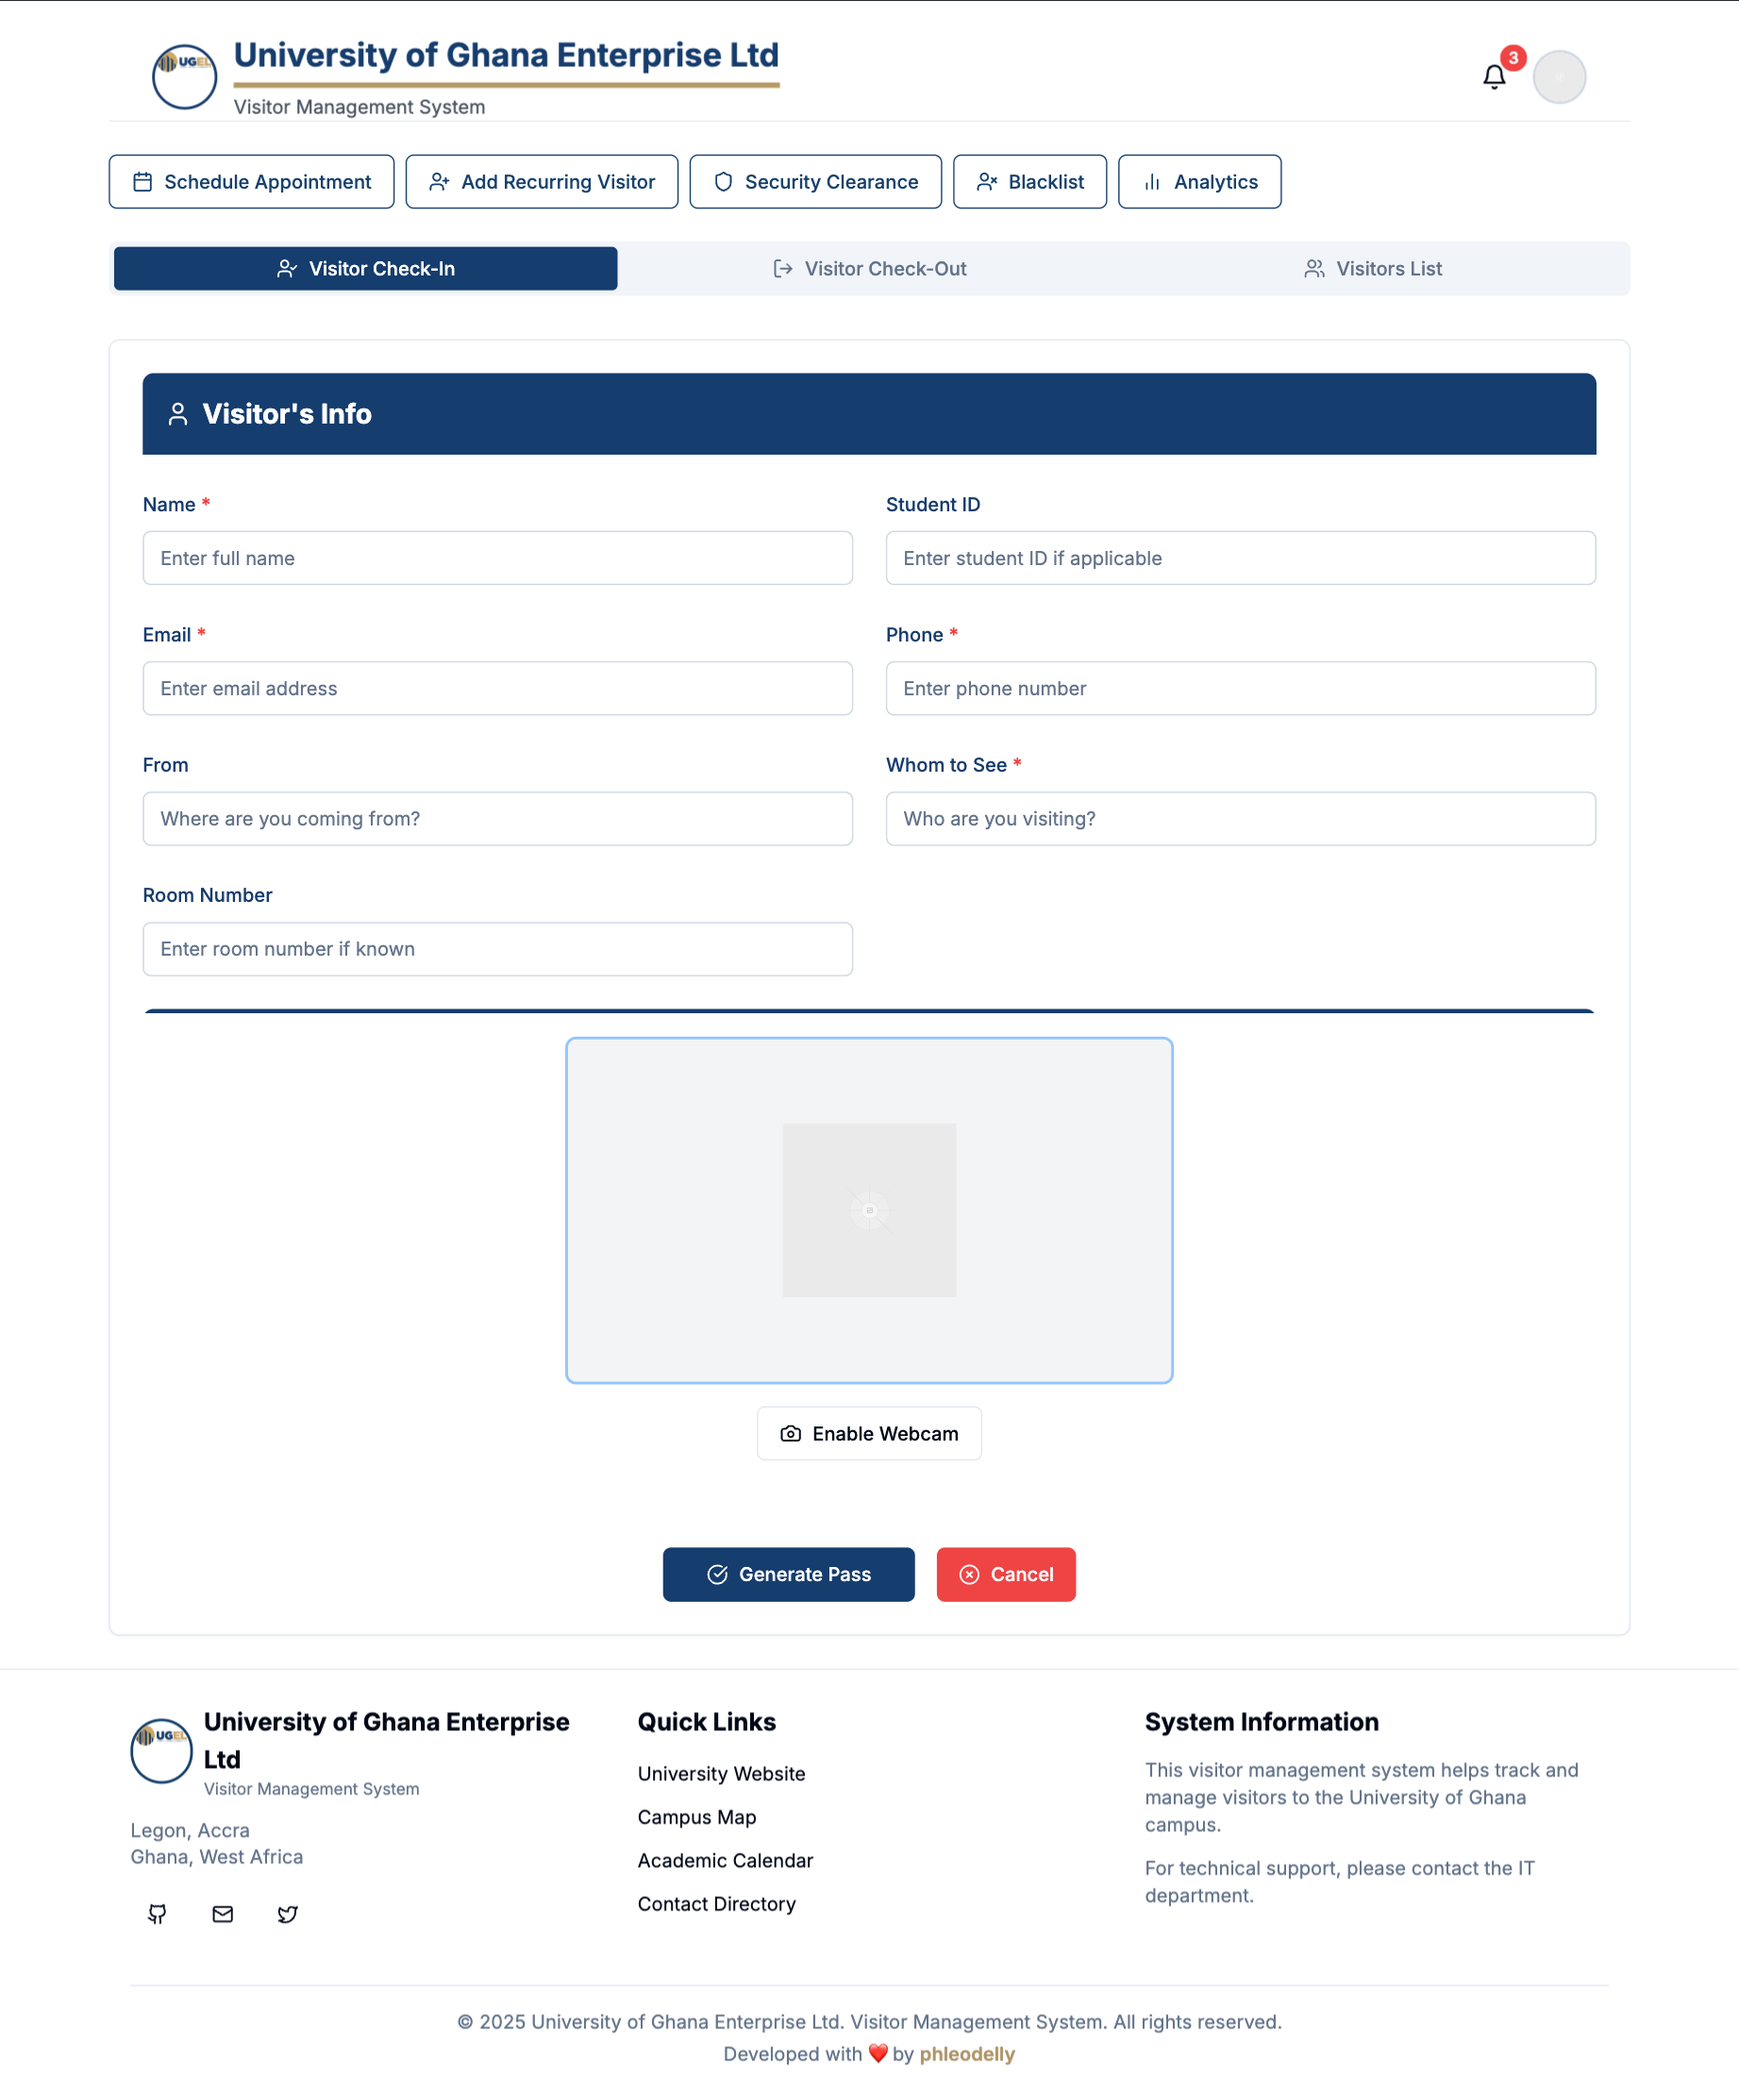 UGEL
University of Ghana Enterprise Ltd
Visitor Management System
3
Schedule Appointment
Add Recurring Visitor
Security Clearance
Blacklist
Analytics
Visitor Check-In
Visitor Check-Out
Visitors List
Visitor's Info
Name *
Student ID
Enter full name
Enter student ID if applicable
Email *
Phone *
Enter email address
Enter phone number
From
Whom to See *
Where are you coming from?
Who are you visiting?
Room Number
Enter room number if known
Enable Webcam
Generate Pass
Cancel
UGEL
University of Ghana Enterprise
Ltd
Visitor Management System
Legon, Accra
Ghana, West Africa
Quick Links
University Website
Campus Map
Academic Calendar
Contact Directory
System Information
This visitor management system helps track and
manage visitors to the University of Ghana
campus.
For technical support, please contact the IT
department.
© 2025 University of Ghana Enterprise Ltd. Visitor Management System. All rights reserved.
Developed with ❤️ by phleodelly